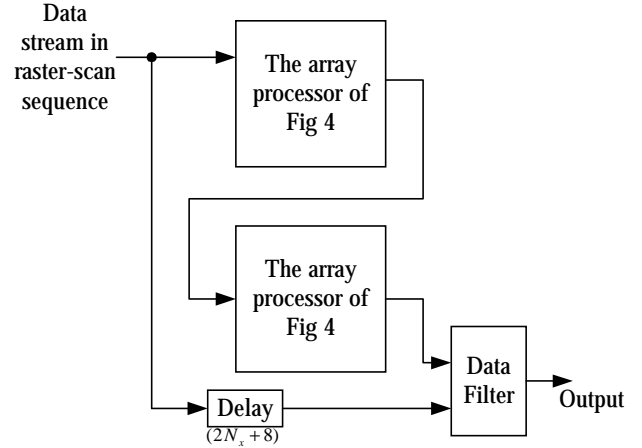 Data
stream in
raster-scan
sequence
The array
processor of
Fig 4
The array
processor of
Fig 4
Data
Filter
Output
Delay
(2N_x+8)